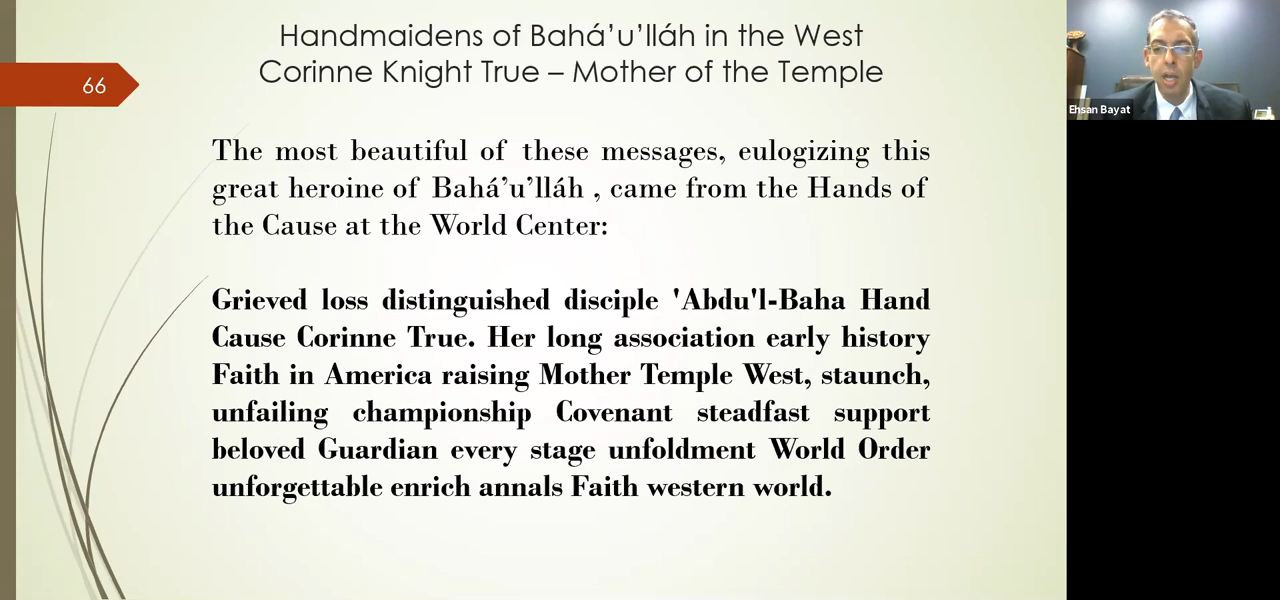 Handmaidens of Bahá’u’lláh in the West
Corinne Knight True – Mother of the Temple
66
The most beautiful of these messages, eulogizing this
great heroine of Bahá’u’lláh , came from the Hands of
the Cause at the World Center:
Grieved loss distinguished disciple 'Abdu'l-Baha Hand
Cause Corinne True. Her long association early history
Faith in America raising Mother Temple West, staunch,
unfailing championship Covenant steadfast support
beloved Guardian every stage unfoldment World Order
unforgettable enrich annals Faith western world.
Ehsan Bayat